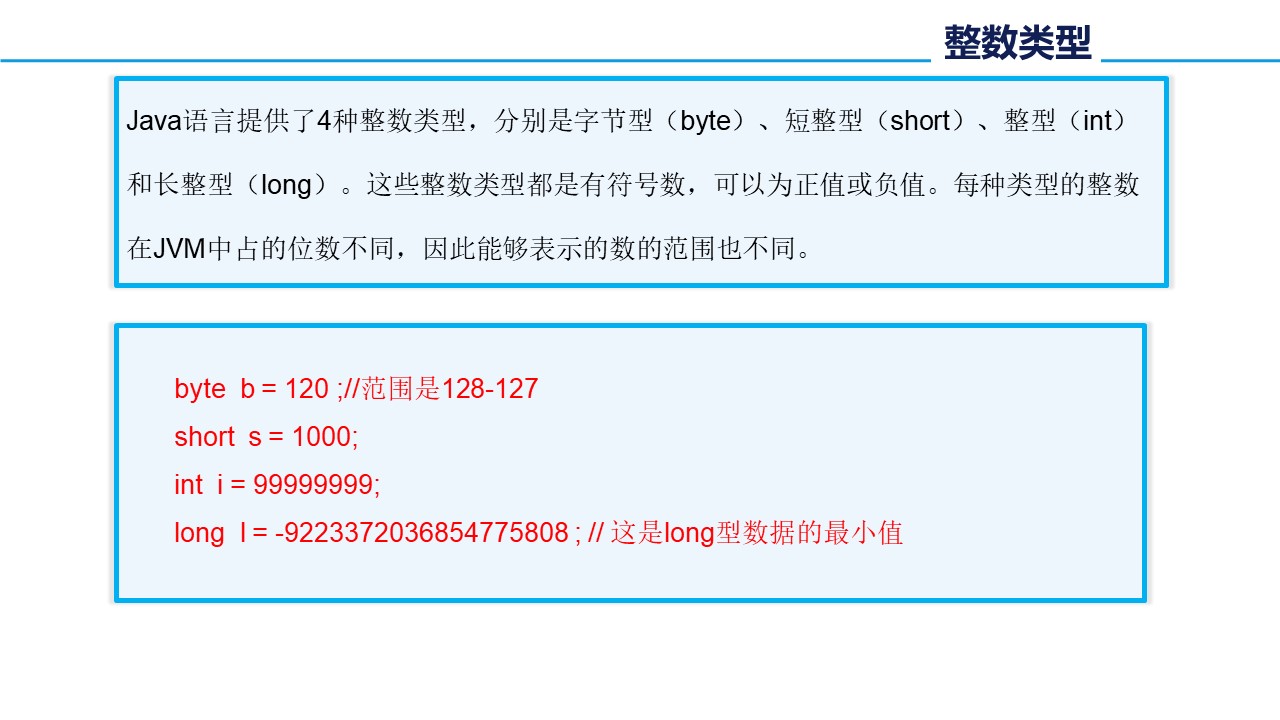 整数类型
Java语言提供了4种整数类型，分别是字节型（byte）、短整型（short）、整型（int）
和长整型（long）。这些整数类型都是有符号数，可以为正值或负值。每种类型的整数
在JVM中占的位数不同，因此能够表示的数的范围也不同。
byte  b = 120 ;//范围是128-127
short  s = 1000;
int  i = 99999999;
long  l = -9223372036854775808 ; // 这是long型数据的最小值